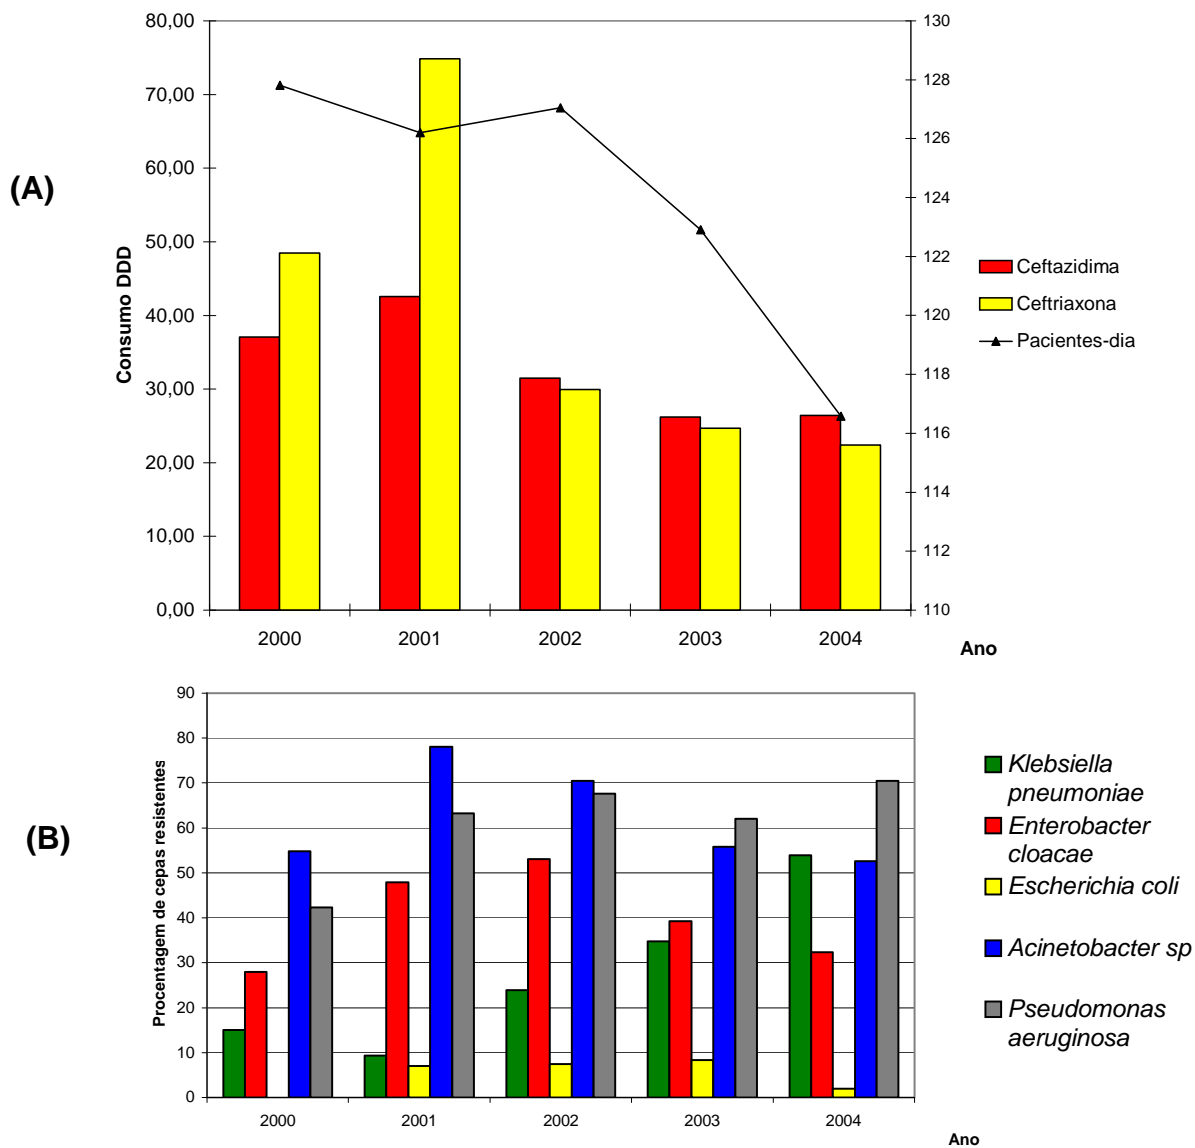 (A)
Consumo DDD
80,00
70,00
60,00
50,00
40,00
30,00
20,00
10,00
0,00
130
128
126
124
122
120
118
116
114
112
110
2000 2001 2002 2003 2004
Ano
Ceftazidima
Ceftriaxona
Pacientes-dia
(B)
Procentagem de cepas resistentes
90
80
70
60
50
40
30
20
10
0
2000 2001 2002 2003 2004
Ano
Klebsiella
pneumoniae
Enterobacter
cloacae
Escherichia coli
Acinetobacter sp
Pseudomonas
aeruginosa